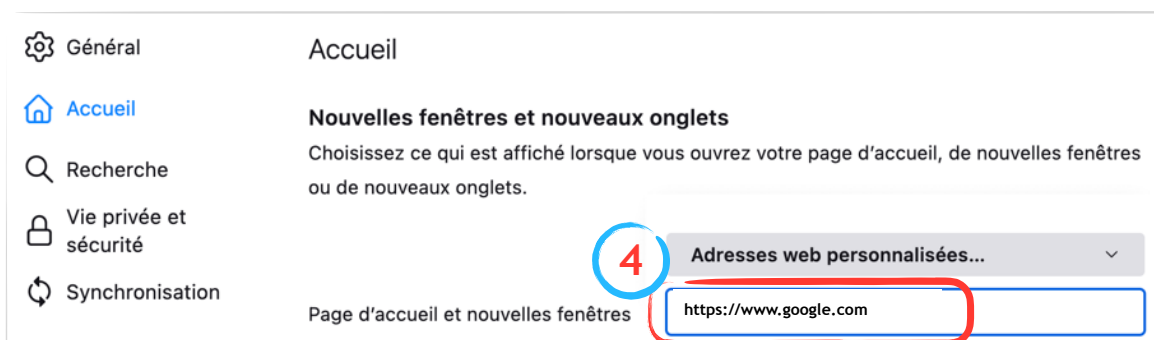 Général
Accueil
Recherche
Vie privée et
sécurité
Synchronisation
Accueil
Nouvelles fenêtres et nouveaux onglets
Choisissez ce qui est affiché lorsque vous ouvrez votre page d’accueil, de nouvelles fenêtres
ou de nouveaux onglets.
4
Adresses web personnalisées...
Page d’accueil et nouvelles fenêtres
https://www.google.com